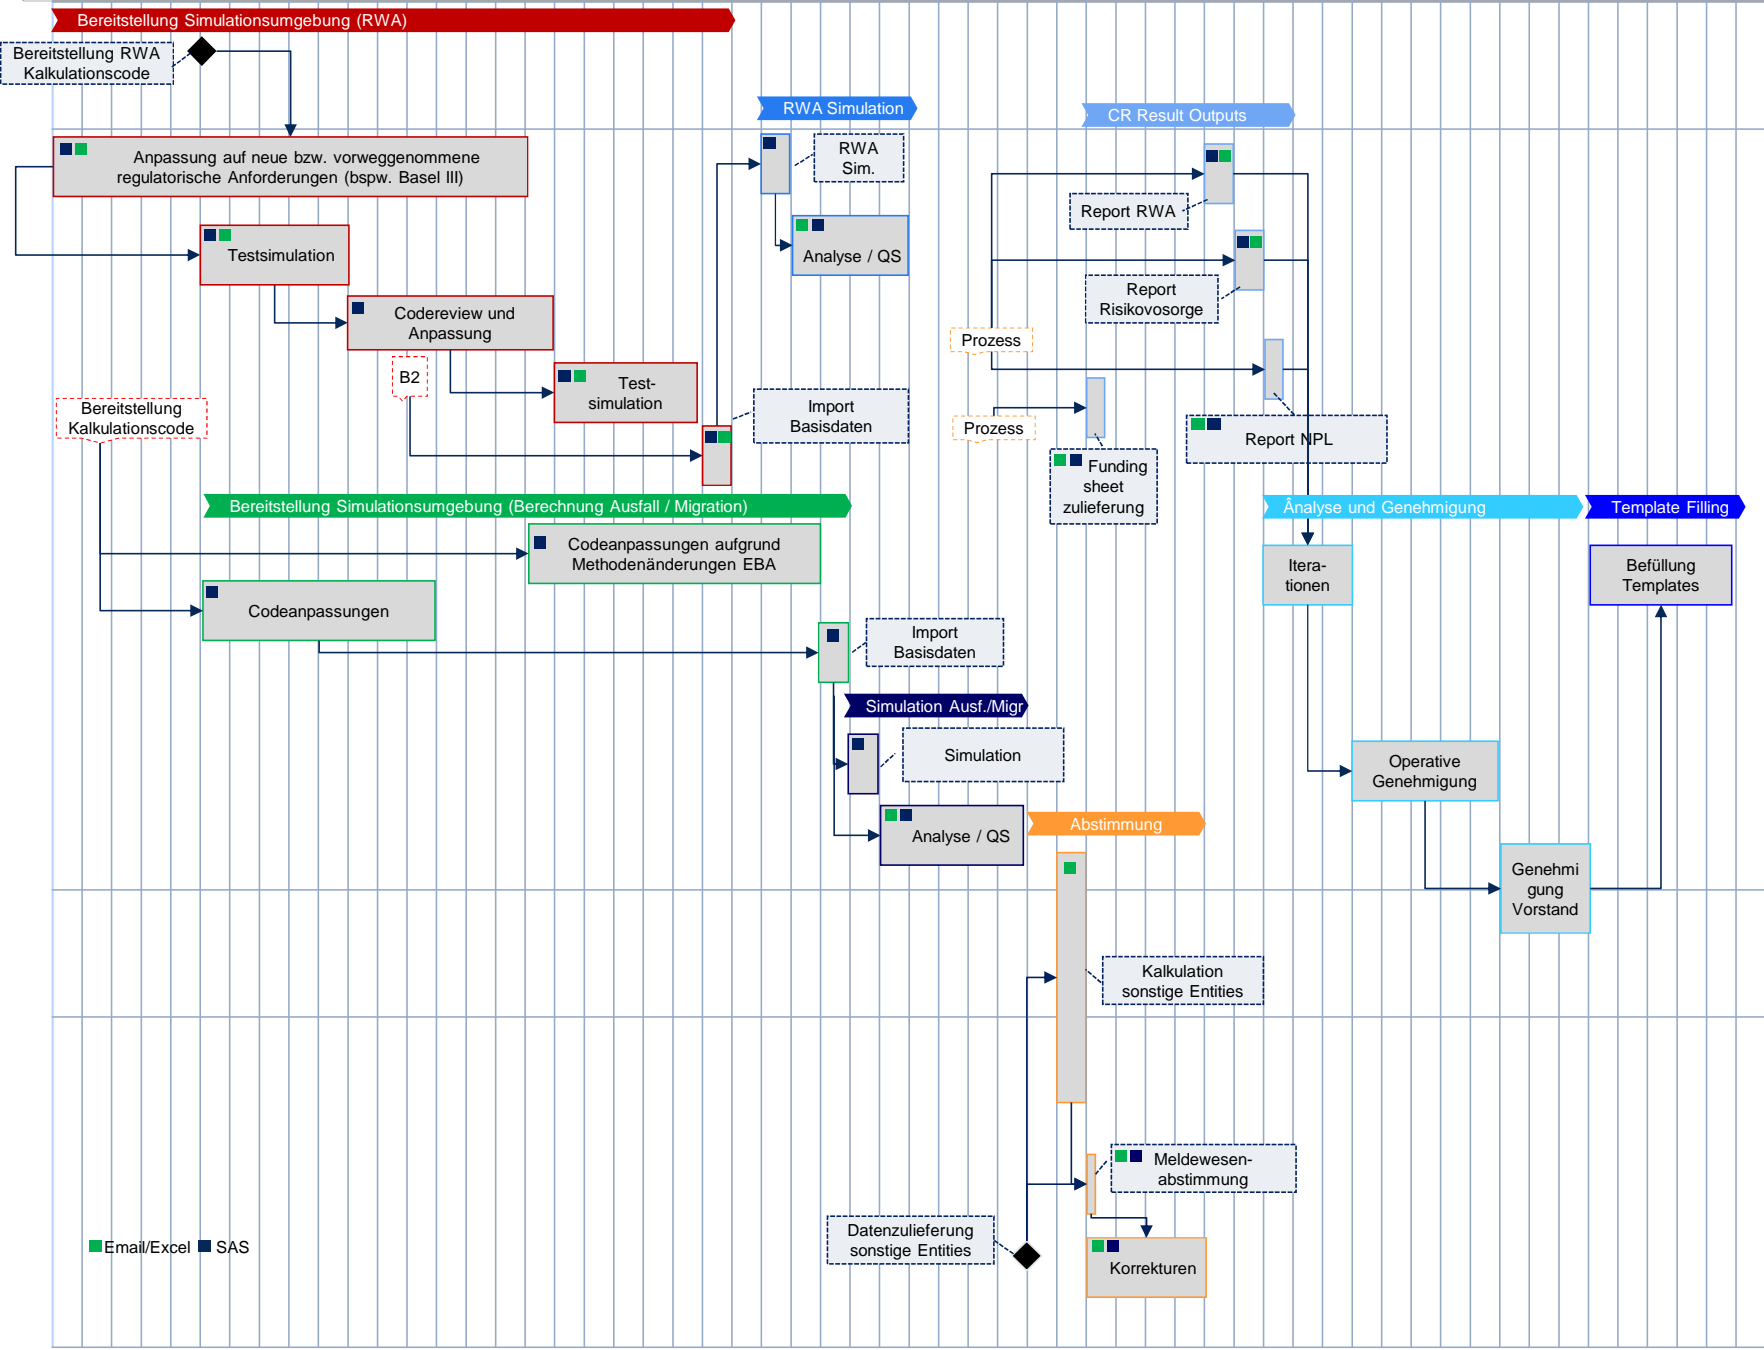 Bereitstellung Simulationsumgebung (RWA)
Bereitstellung RWA
Kalkulationscode
RWA Simulation
CR Result Outputs
Anpassung auf neue bzw. vorweggenommene
regulatorische Anforderungen (bspw. Basel III)
RWA
Sim.
Report RWA
Testsimulation
Analyse / QS
Report
Risikovosorge
Codereview und
Anpassung
Prozess
B2
Test-
simulation
Bereitstellung
Kalkulationscode
Import
Basisdaten
Prozess
Report NPL
Funding
sheet
zulieferung
Bereitstellung Simulationsumgebung (Berechnung Ausfall / Migration)
Änalyse und Genehmigung
Template Filling
Codeanpassungen aufgrund
Methodenänderungen EBA
Itera-
tionen
Befüllung
Templates
Codeanpassungen
Import
Basisdaten
Simulation Ausf./Migr
Simulation
Operative
Genehmigung
Analyse / QS
Abstimmung
Genehmi
gung
Vorstand
Kalkulation
sonstige Entities
Meldewesen-
abstimmung
Datenzulieferung
sonstige Entities
Email/Excel SAS
Korrekturen